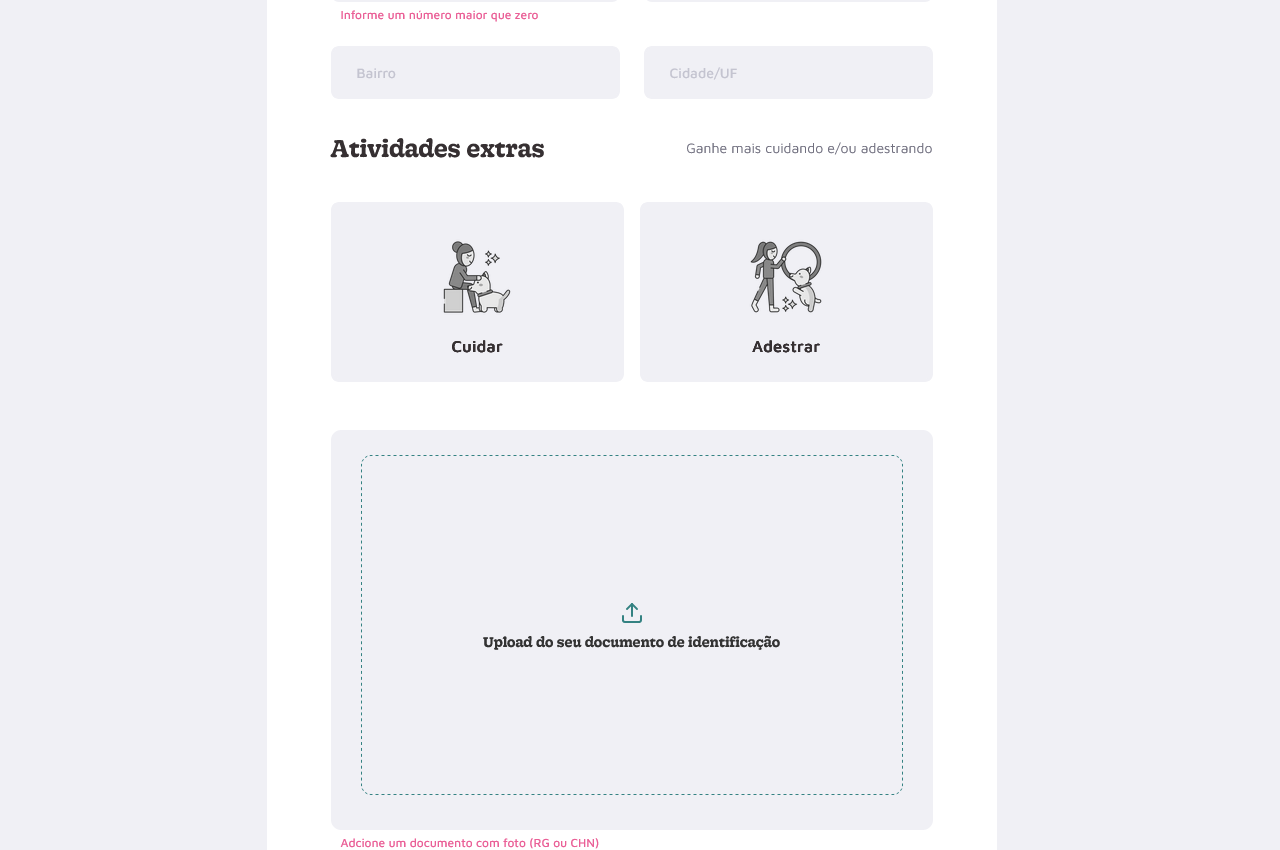 Informe um número maior que zero
Bairro
Cidade/UF
Atividades extras
Ganhe mais cuidando e/ou adestrando
Cuidar
Adestrar
Upload do seu documento de identificação
Adcione um documento com foto (RG ou CHN)